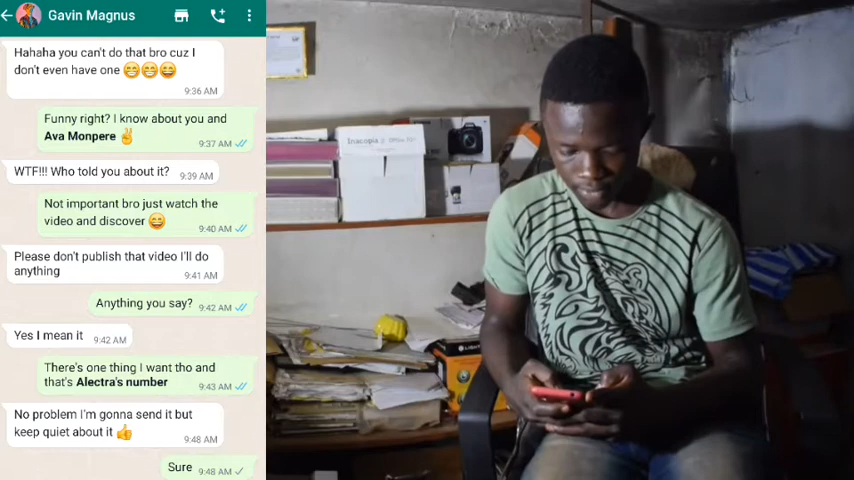 Gavin Magnus
Hahaha you can't do that bro cuz I
don't even have one 😁😁😄
9:36 AM
Funny right? I know about you and
Ava Monpere ✌
9:37 AM
WTF!!! Who told you about it?
9:39 AM
Not important bro just watch the
video and discover 😄
9:40 AM
Please don't publish that video I'll do
anything
9:41 AM
Anything you say?
9:42 AM
Yes I mean it
9:42 AM
There's one thing I want tho and
that's Alectra's number
9:43 AM
No problem I'm gonna send it but
keep quiet about it 👍
9:48 AM
Sure
9:48 AM
Canon